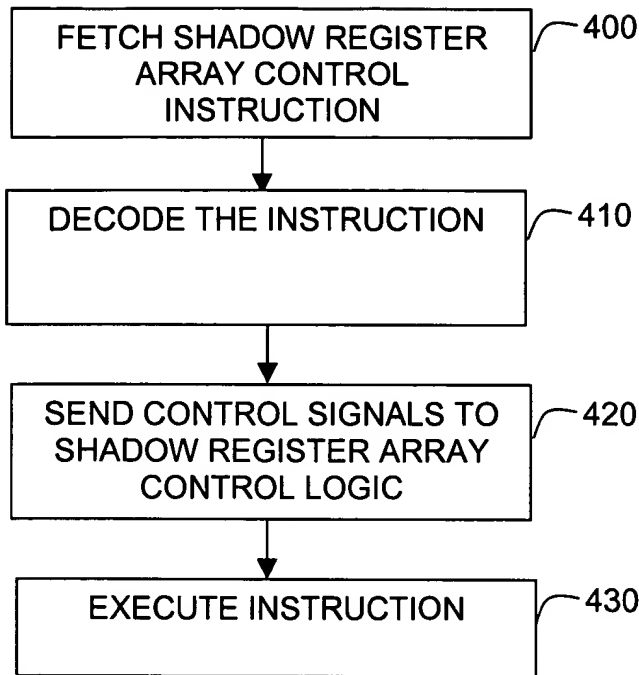 FETCH SHADOW REGISTER
ARRAY CONTROL
INSTRUCTION
400
DECODE THE INSTRUCTION
410
SEND CONTROL SIGNALS TO
SHADOW REGISTER ARRAY
CONTROL LOGIC
420
EXECUTE INSTRUCTION
430